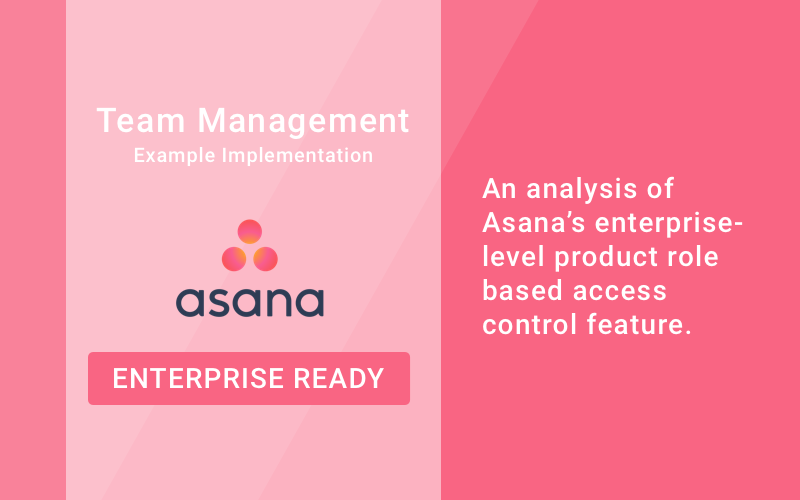 Team Management
Example Implementation
asana
ENTERPRISE READY
An analysis of
Asana’s enterprise-
level product role
based access
control feature.